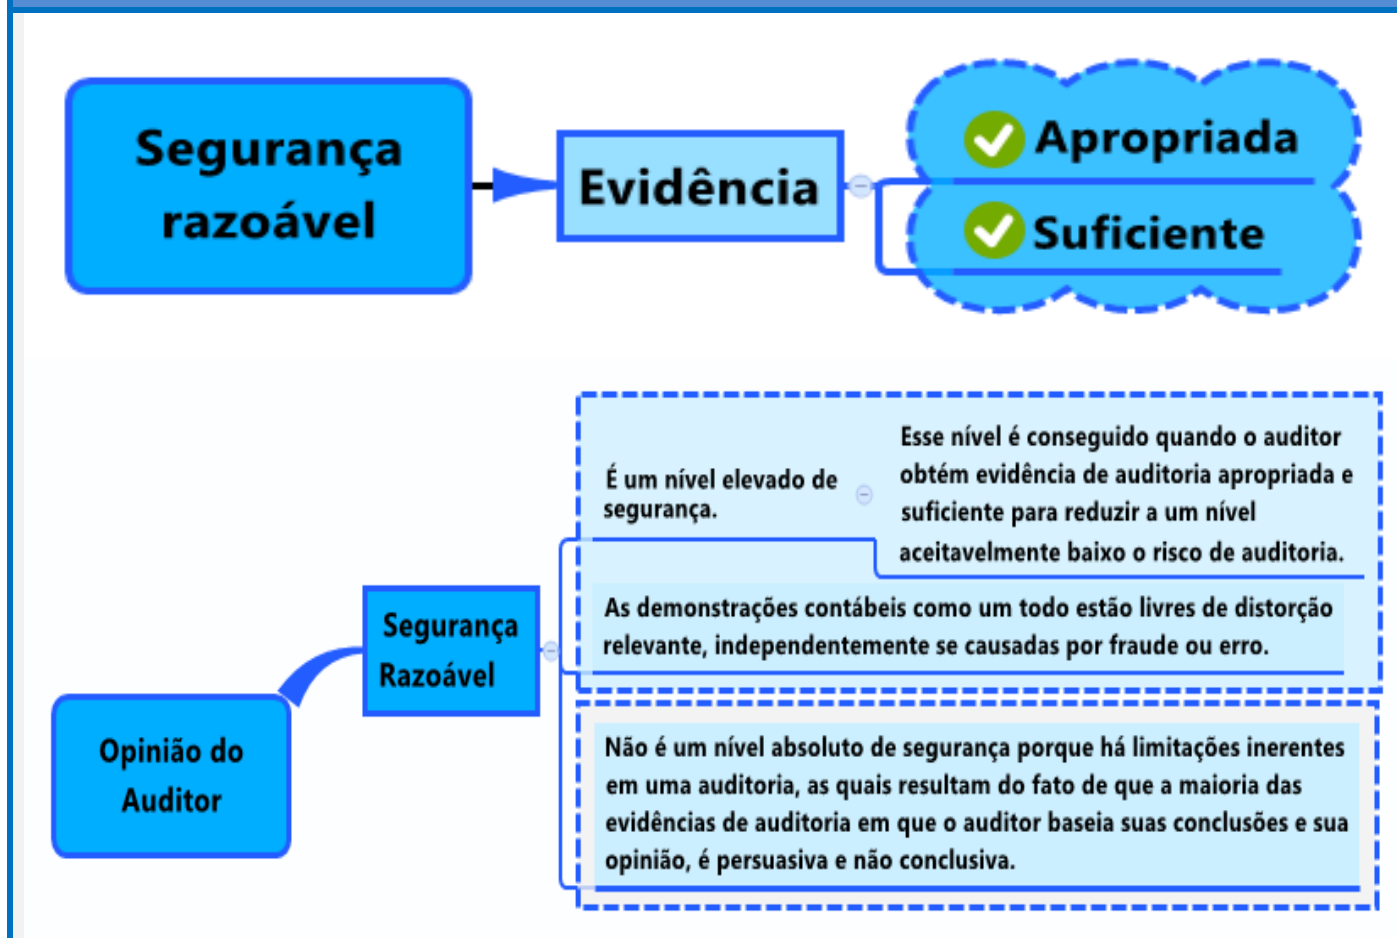 Segurança
razoável
Evidência
Apropriada
Suficiente
Esse nível é conseguido quando o auditor
obtém evidência de auditoria apropriada e
suficiente para reduzir a um nível
aceitavelmente baixo o risco de auditoria.
É um nível elevado de
segurança.
As demonstrações contábeis como um todo estão livres de distorção
relevante, independentemente se causadas por fraude ou erro.
Segurança
Razoável
Opinião do
Auditor
Não é um nível absoluto de segurança porque há limitações inerentes
em uma auditoria, as quais resultam do fato de que a maioria das
evidências de auditoria em que o auditor baseia suas conclusões e sua
opinião, é persuasiva e não conclusiva.